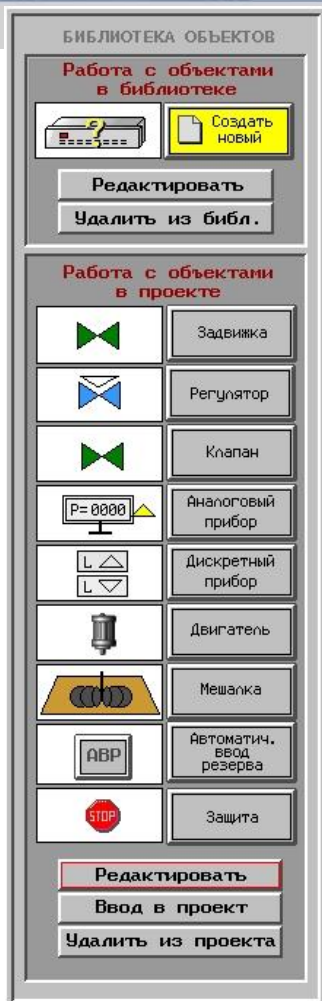 БИБЛИОТЕКА ОБЪЕКТОВ
Работа с объектами
в библиотеке
?
Создать
новый
Редактировать
Удалить из библ.
Работа с объектами
в проекте
Задвижка
Регулятор
Клапан
P=0000
Аналоговый
прибор
L
L
Дискретный
прибор
Двигатель
Мешалка
АВР
Автоматич.
ввод
резерва
STOP
Защита
Редактировать
Ввод в проект
Удалить из проекта